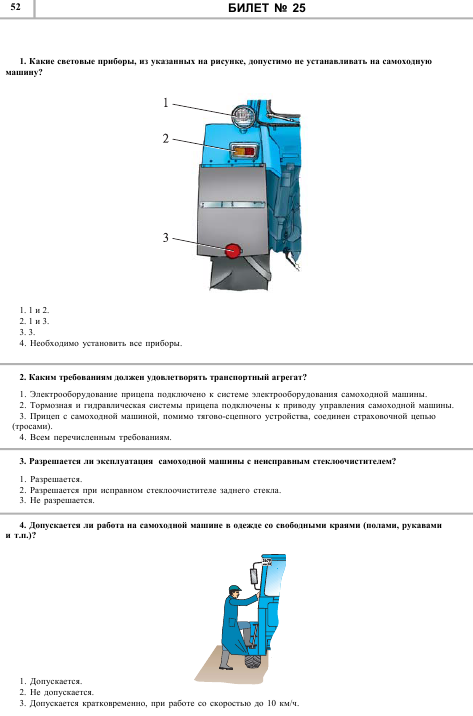 52
БИЛЕТ № 25
1. Какие световые приборы, из указанных на рисунке, допустимо не устанавливать на самоходную
машину?
1
2
3
1. 1 и 2.
2. 1 и 3.
3. 3.
4. Необходимо установить все приборы.
2. Каким требованиям должен удовлетворять транспортный агрегат?
1. Электрооборудование прицепа подключено к системе электрооборудования самоходной машины.
2. Тормозная и гидравлическая системы прицепа подключены к приводу управления самоходной машины.
3. Прицеп с самоходной машиной, помимо тягово-сцепного устройства, соединен страховочной цепью
(тросами).
4. Всем перечисленным требованиям.
3. Разрешается ли эксплуатация самоходной машины с неисправным стеклоочистителем?
1. Разрешается.
2. Разрешается при исправном стеклоочистителе заднего стекла.
3. Не разрешается.
4. Допускается ли работа на самоходной машине в одежде со свободными краями (полами, рукавами
и т.п.)?
1. Допускается.
2. Не допускается.
3. Допускается кратковременно, при работе со скоростью до 10 км/ч.